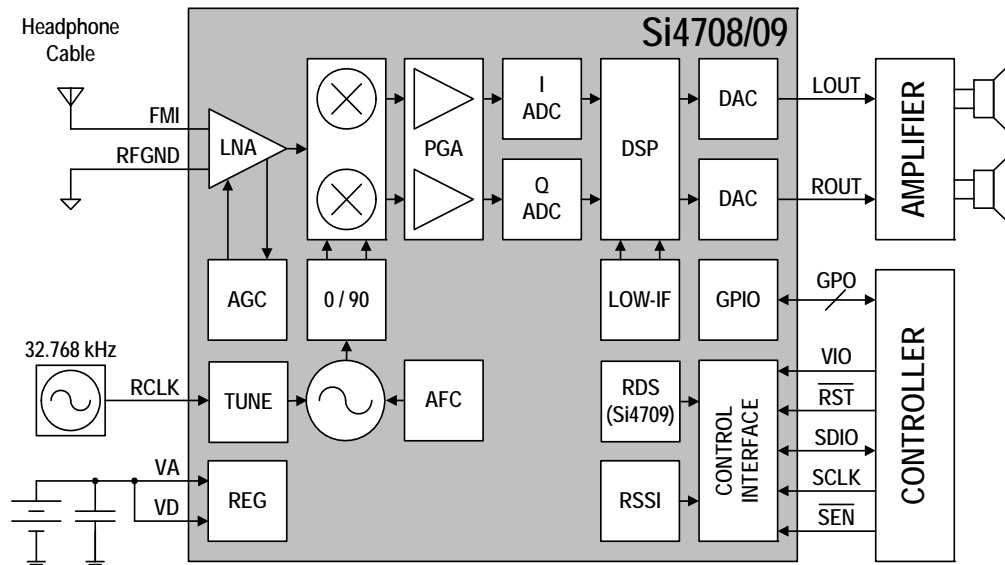 Headphone
Cable
Si4708/09
FMI
RFGND
LNA
PGA
I
ADC
Q
ADC
DSP
DAC
DAC
LOUT
ROUT
AMPLIFIER
AGC
0 / 90
LOW-IF
GPIO
GPO
32.768 kHz
RCLK
TUNE
AFC
RDS
(Si4709)
CONTROL
INTERFACE
VIO
RST
SDIO
SCLK
SEN
CONTROLLER
VA
VD
REG
RSSI